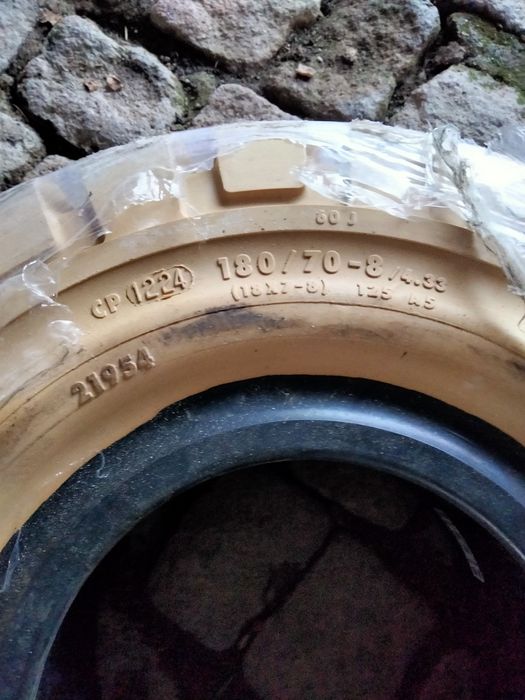 60 J
CP 1224 180/70-8/4.33
(18X7-8) 125 A5
21954